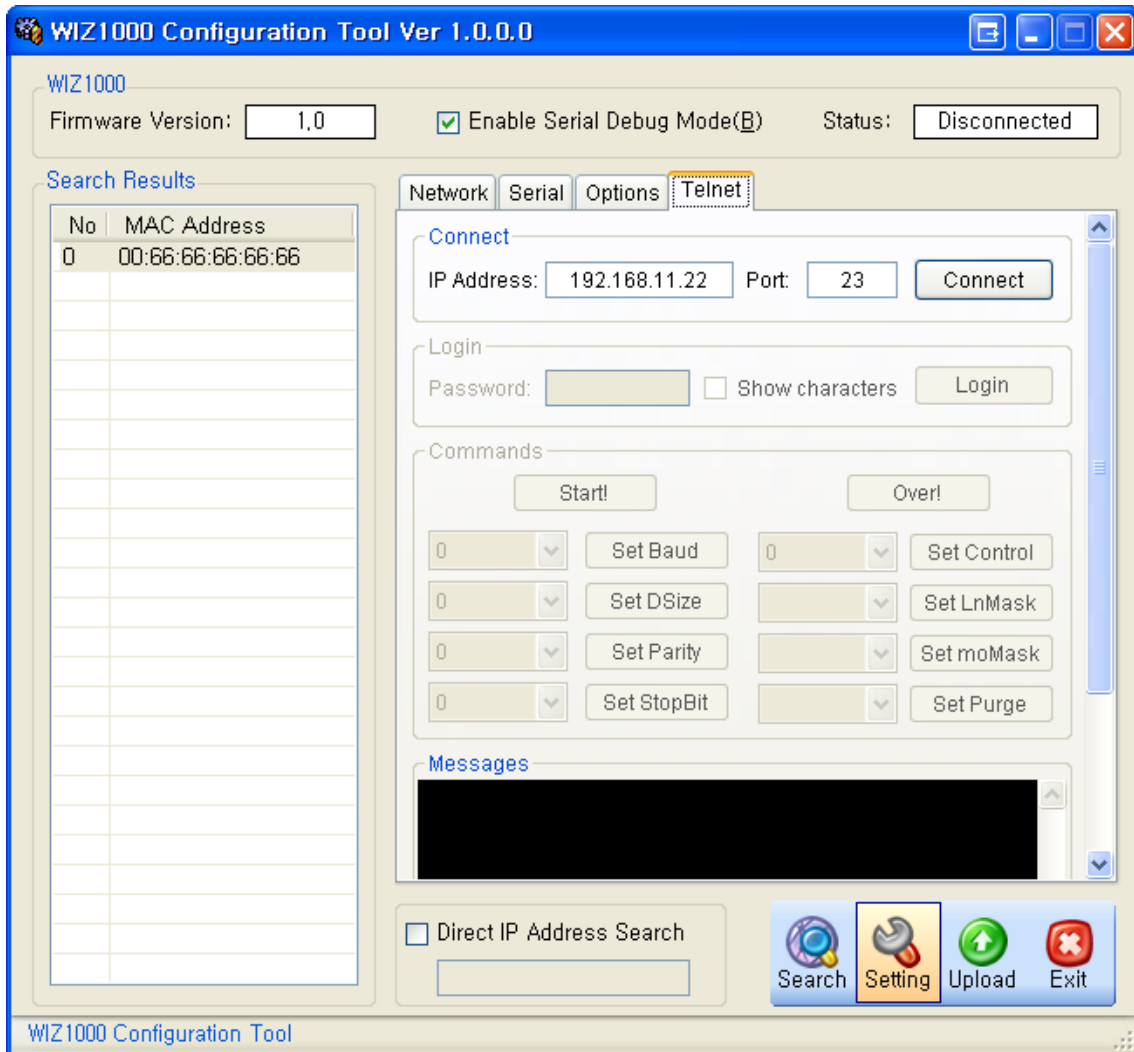 WIZ1000 Configuration Tool Ver 1.0.0.0
WIZ1000
Firmware Version: 1.0 Enable Serial Debug Mode(B) Status: Disconnected
Search Results
No MAC Address
0 00:66:66:66:66:66
Network Serial Options Telnet
Connect
IP Address: 192.168.11.22 Port: 23 Connect
Login
Password: Show characters Login
Commands
Start! Over!
0 Set Baud 0 Set Control
0 Set DSize Set LnMask
0 Set Parity Set moMask
0 Set StopBit Set Purge
Messages
Direct IP Address Search
Search Setting Upload Exit
WIZ1000 Configuration Tool